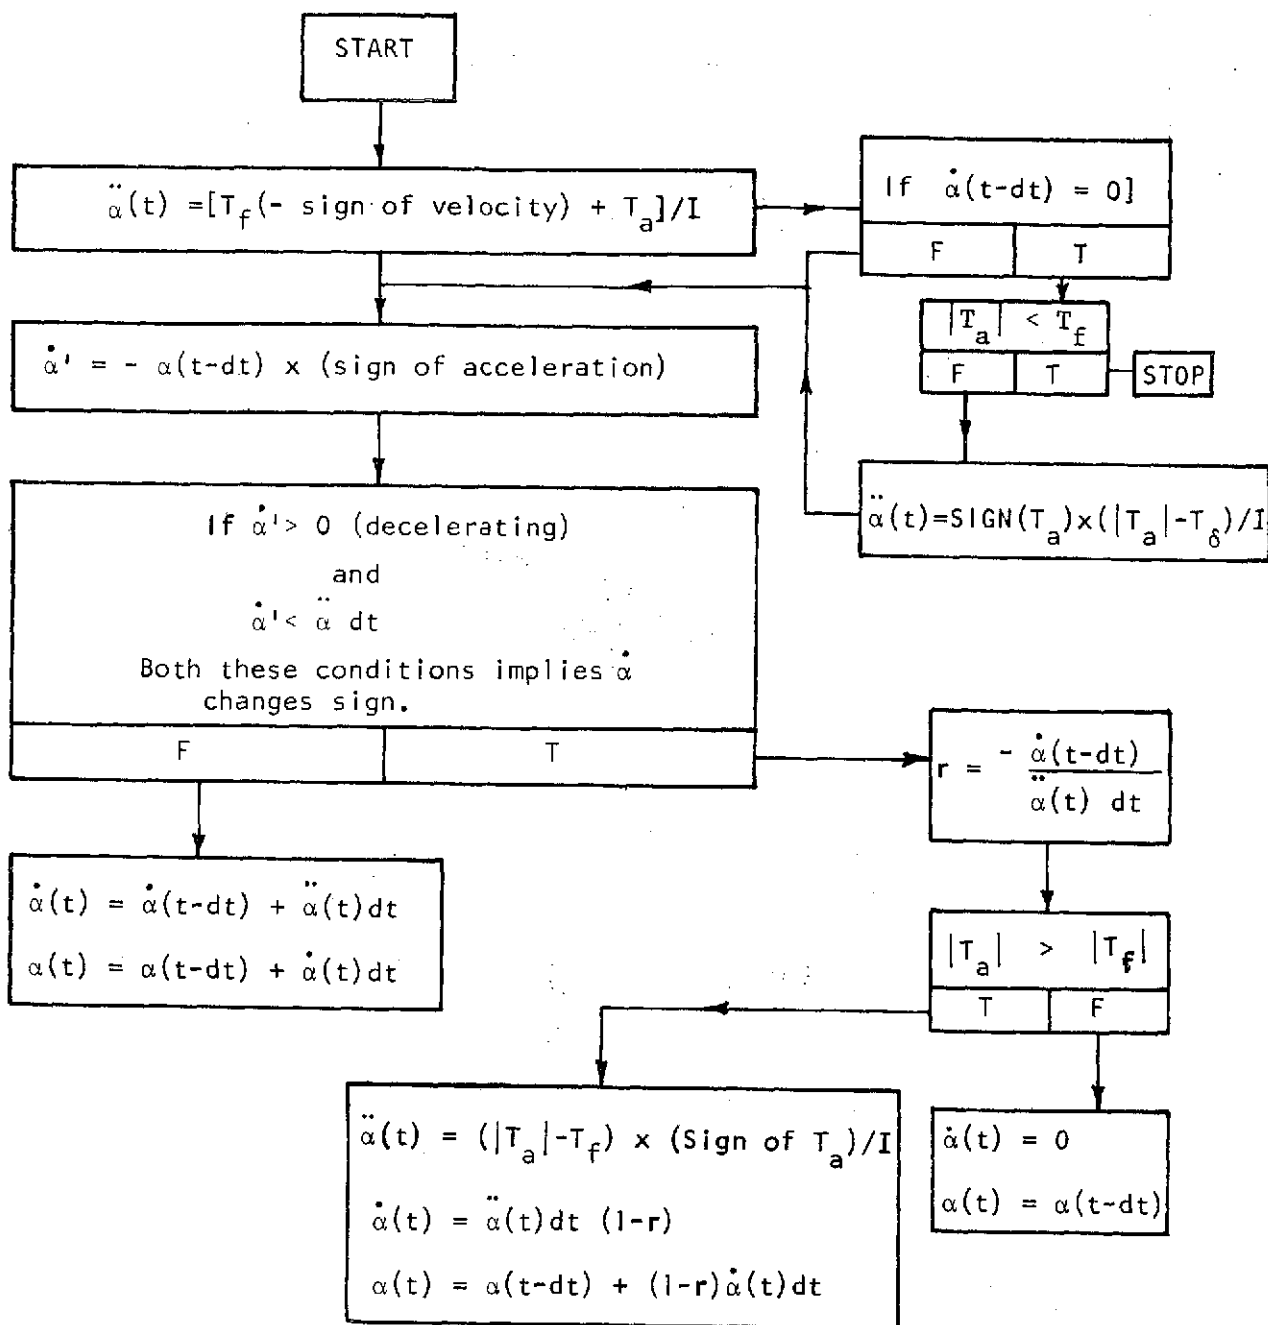 START
α̈(t) =[T_f(- sign of velocity) + T_a]/I
If α̇(t-dt) = 0]
F T
|T_a| < T_f
F T
STOP
α̈(t)=SIGN(T_a)x(|T_a|-T_δ)/I
α̇' = - α(t-dt) x (sign of acceleration)
If α̇'> 0 (decelerating)
and
α̇'< α̈ dt
Both these conditions implies α̇
changes sign.
F T
r = - α̇(t-dt)
α̈(t) dt
α̇(t) = α̇(t-dt) + α̈(t)dt
α(t) = α(t-dt) + α̇(t)dt
|T_a| > |T_f|
T F
α̈(t) = (|T_a|-T_f) x (Sign of T_a)/I
α̇(t) = α̈(t)dt (1-r)
α(t) = α(t-dt) + (1-r)α̇(t)dt
α̇(t) = 0
α(t) = α(t-dt)